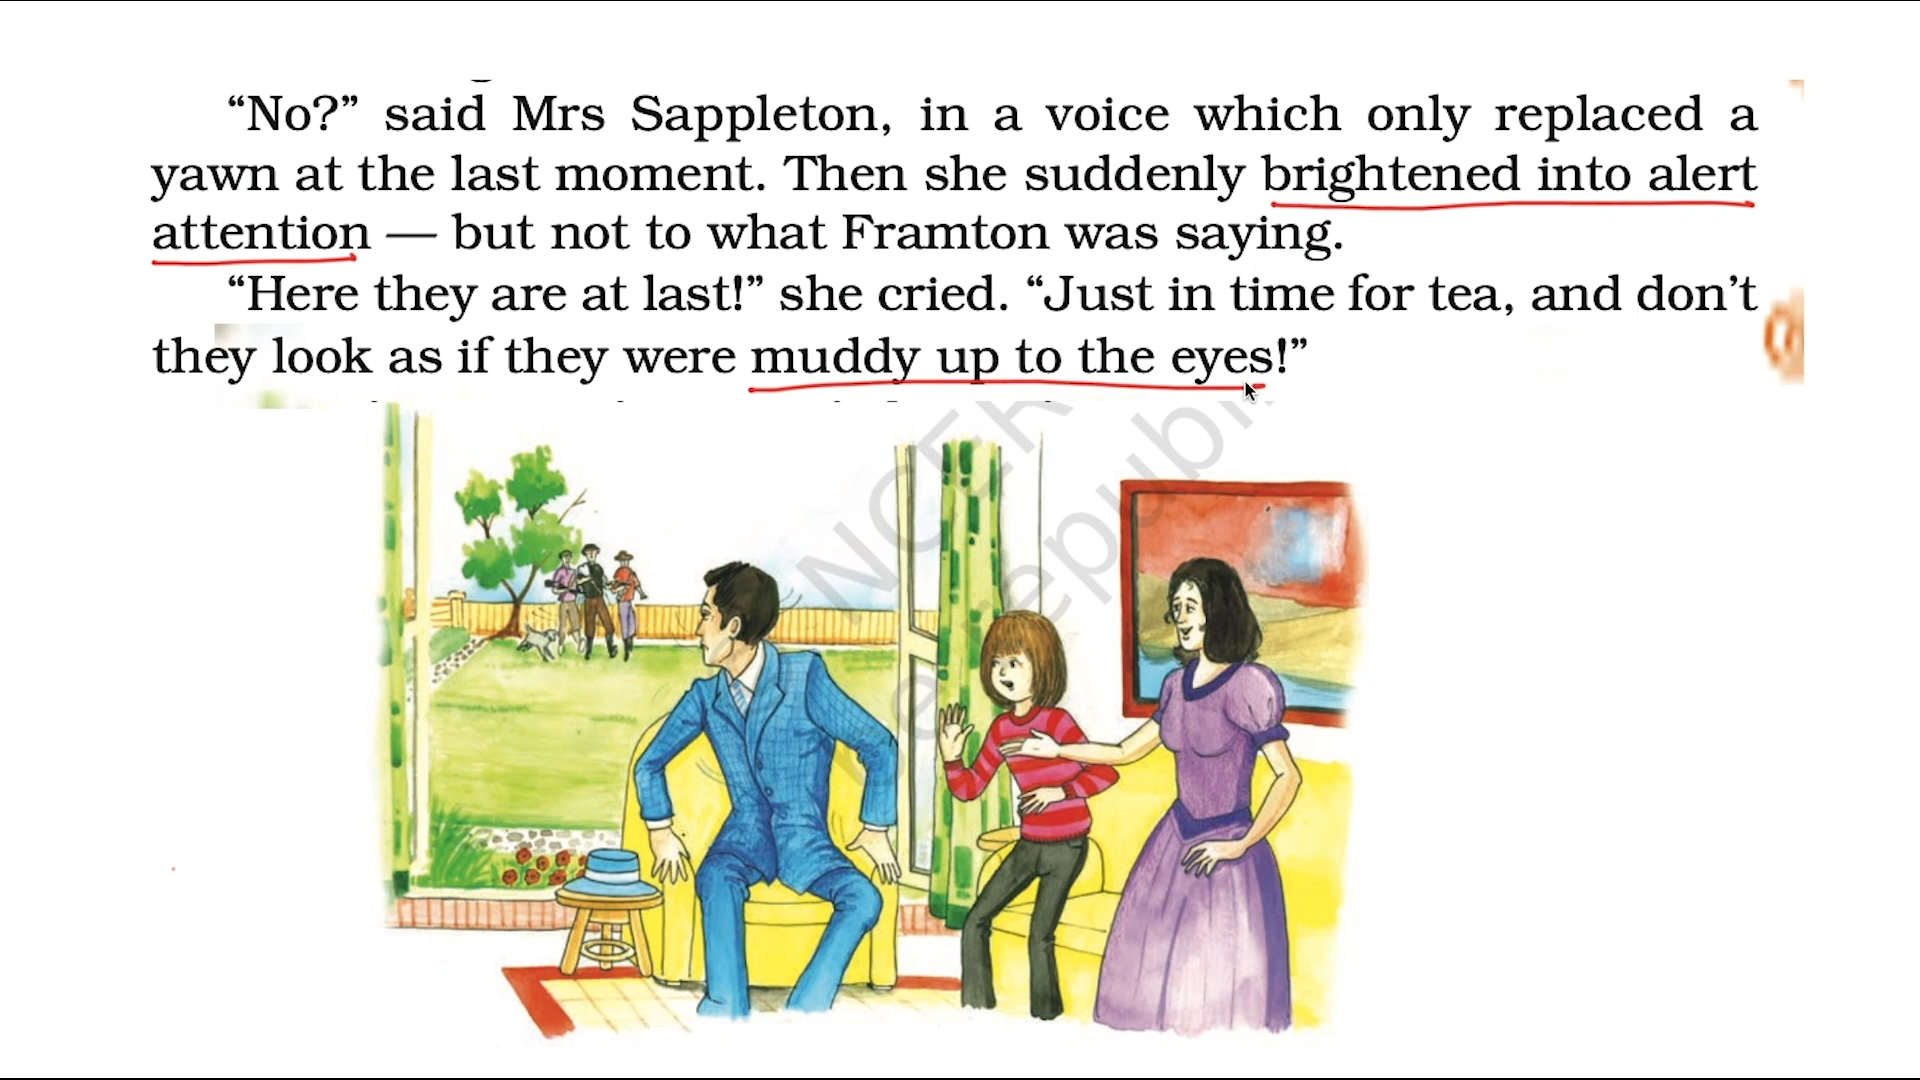 “No?” said Mrs Sappleton, in a voice which only replaced a
yawn at the last moment. Then she suddenly brightened into alert
attention — but not to what Framton was saying.
“Here they are at last!” she cried. “Just in time for tea, and don’t
they look as if they were muddy up to the eyes!”